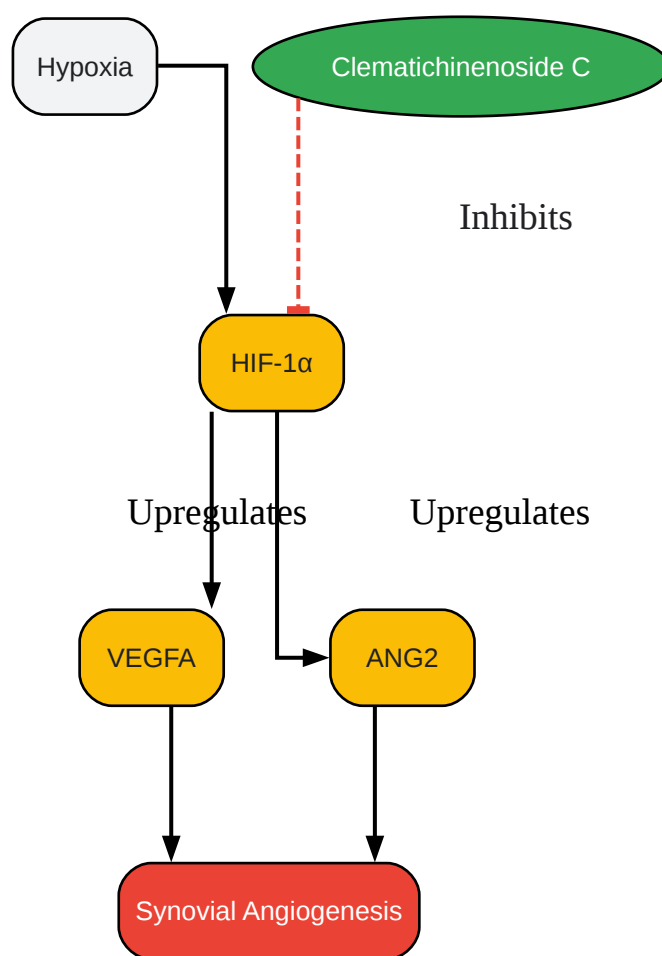 Hypoxia
Clematichinenoside C
Inhibits
HIF-1α
Upregulates
Upregulates
VEGFA
ANG2
Synovial Angiogenesis